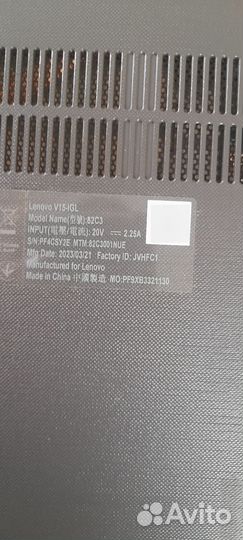 Lenovo V15-IGL
Model Name(型號):82C3
INPUT(電壓/電流): 20V ⎓ 2.25A
S/N:PF4CSY2E MTM:82C3001NUE
Mfg Date: 2023/03/21 Factory ID: JVHFC1
Manufactured for Lenovo
Made in China 中國製造 MO:PF9XB3321130
Avito